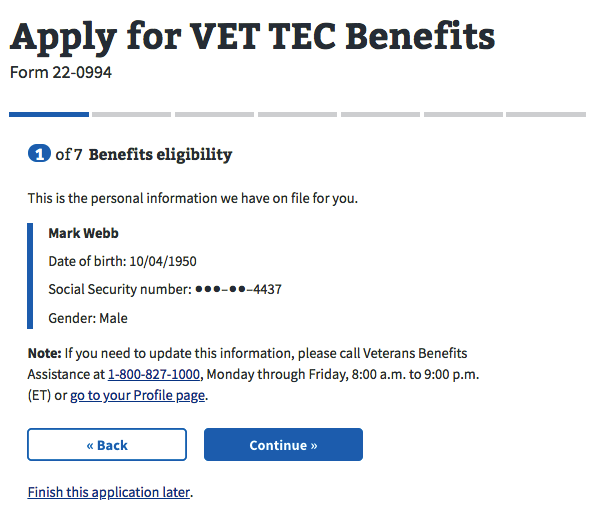 Apply for VET TEC Benefits
Form 22-0994
1 of 7 Benefits eligibility
This is the personal information we have on file for you.
Mark Webb
Date of birth: 10/04/1950
Social Security number: ●●●–●●–4437
Gender: Male
Note: If you need to update this information, please call Veterans Benefits
Assistance at 1-800-827-1000, Monday through Friday, 8:00 a.m. to 9:00 p.m.
(ET) or go to your Profile page.
« Back
Continue »
Finish this application later.